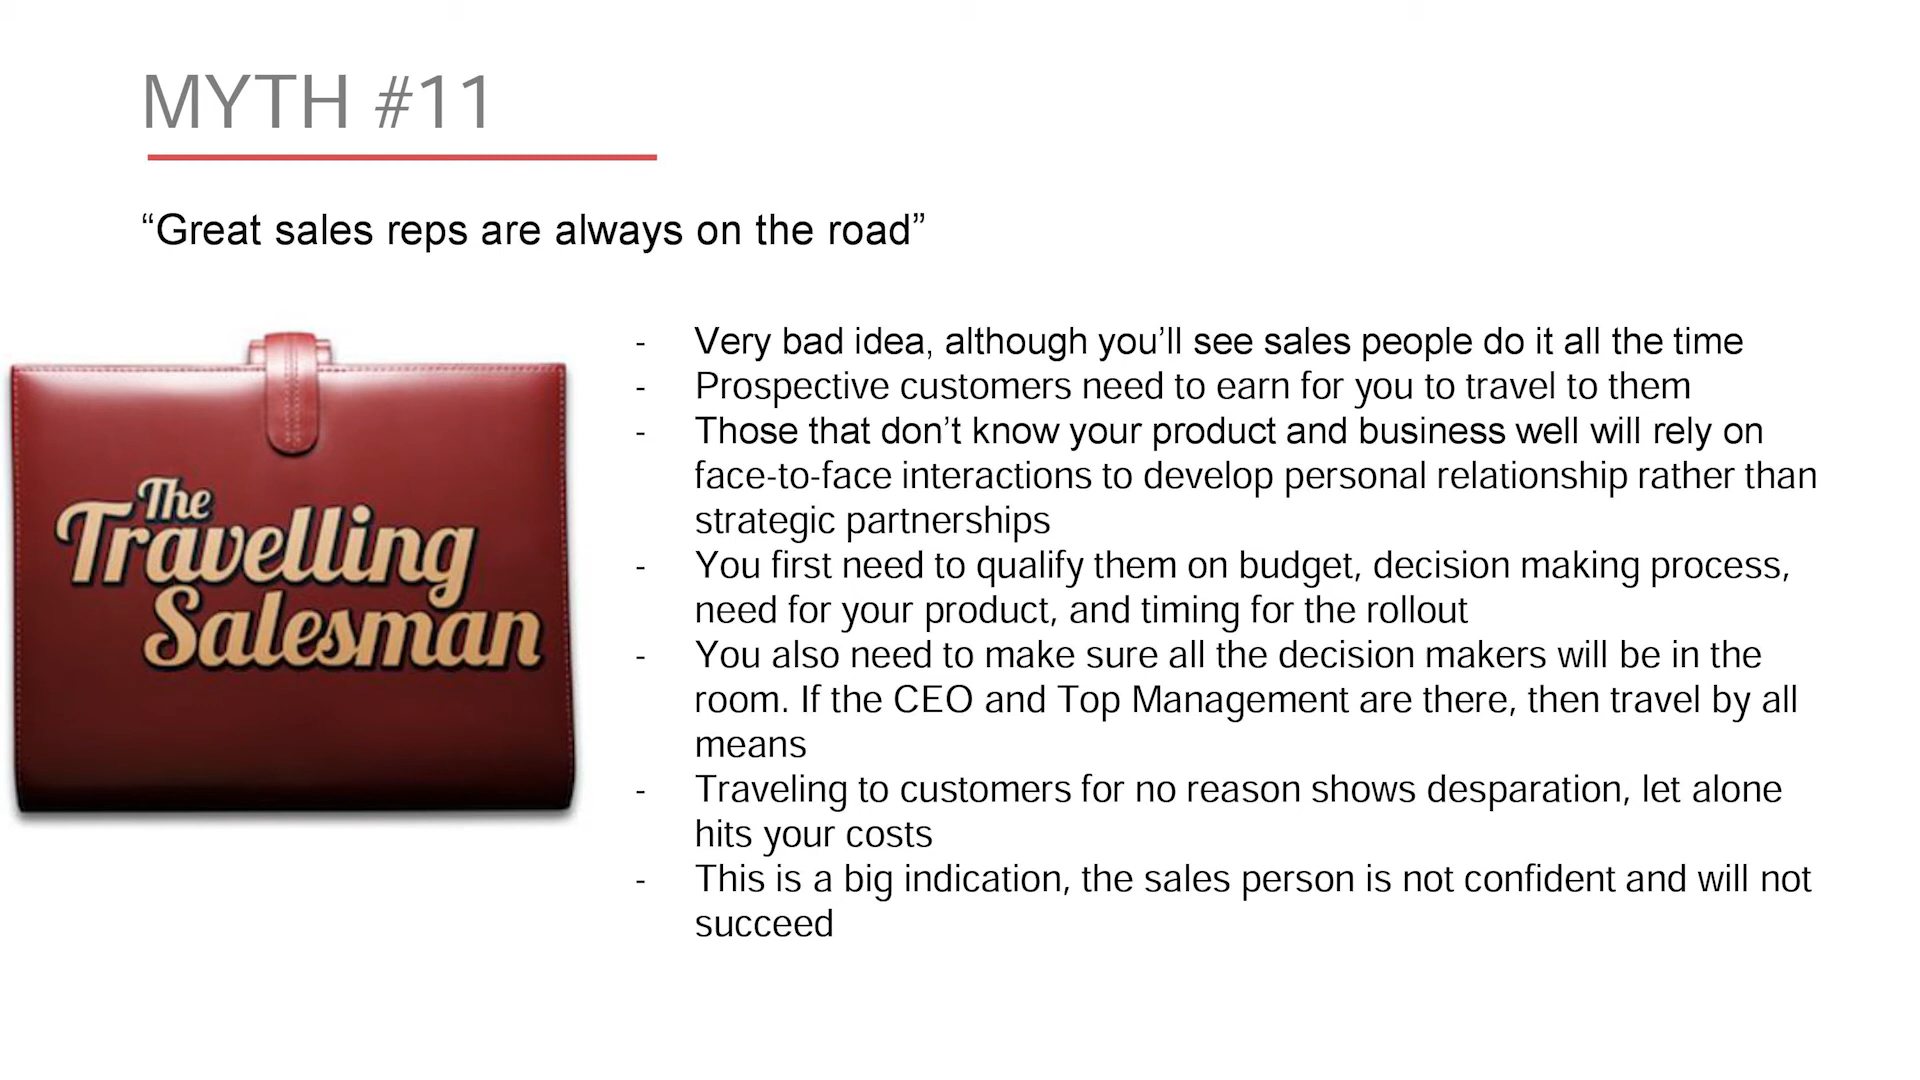 MYTH #11
“Great sales reps are always on the road”
The
Travelling
Salesman
- Very bad idea, although you’ll see sales people do it all the time
- Prospective customers need to earn for you to travel to them
- Those that don’t know your product and business well will rely on
face-to-face interactions to develop personal relationship rather than
strategic partnerships
- You first need to qualify them on budget, decision making process,
need for your product, and timing for the rollout
- You also need to make sure all the decision makers will be in the
room. If the CEO and Top Management are there, then travel by all
means
- Traveling to customers for no reason shows desparation, let alone
hits your costs
- This is a big indication, the sales person is not confident and will not
succeed